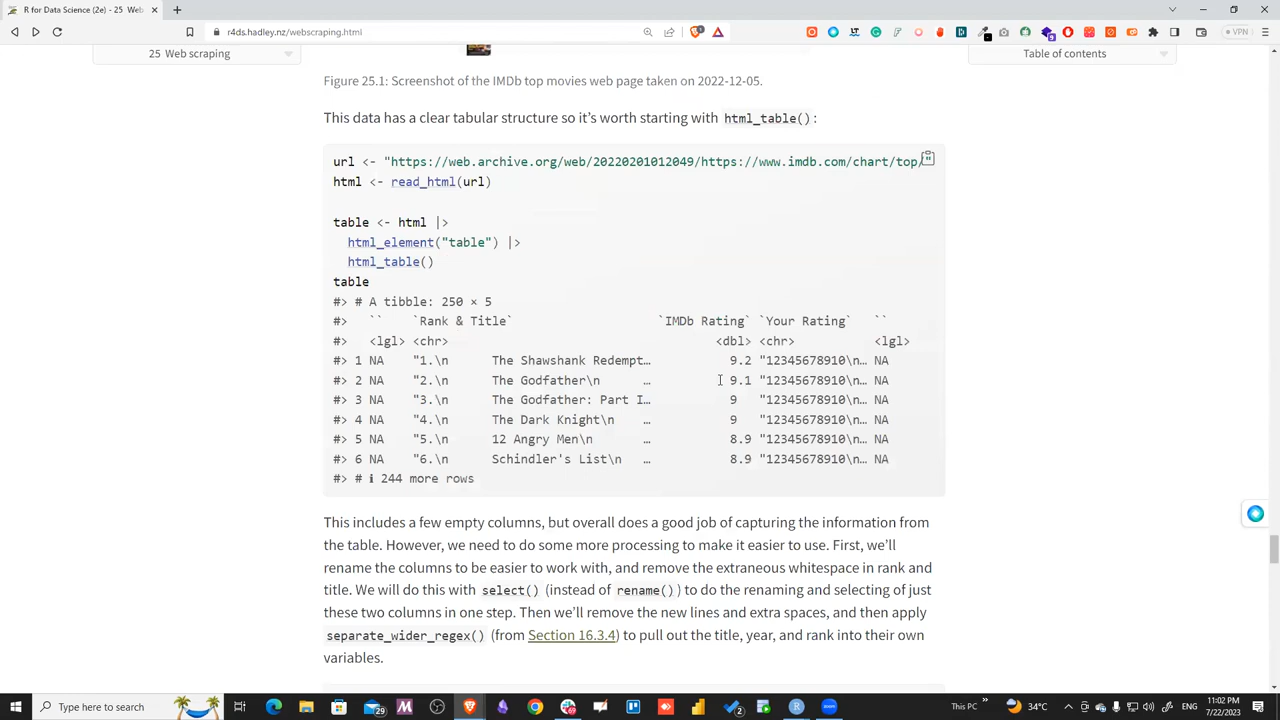 R for Data Science (2e) - 25 Web
r4ds.hadley.nz/webscraping.html
VPN
25 Web scraping
Table of contents
Figure 25.1: Screenshot of the IMDb top movies web page taken on 2022-12-05.
This data has a clear tabular structure so it's worth starting with html_table():
url <- "https://web.archive.org/web/20220201012049/https://www.imdb.com/chart/top/"
html <- read_html(url)
table <- html |>
html_element("table") |>
html_table()
table
#> # A tibble: 250 × 5
#> `` `Rank & Title` `IMDb Rating` `Your Rating` ``
#> <lgl> <chr> <dbl> <chr> <lgl>
#> 1 NA "1.\n The Shawshank Redempt… 9.2 "12345678910\n… NA
#> 2 NA "2.\n The Godfather\n … 9.1 "12345678910\n… NA
#> 3 NA "3.\n The Godfather: Part I… 9 "12345678910\n… NA
#> 4 NA "4.\n The Dark Knight\n … 9 "12345678910\n… NA
#> 5 NA "5.\n 12 Angry Men\n … 8.9 "12345678910\n… NA
#> 6 NA "6.\n Schindler's List\n … 8.9 "12345678910\n… NA
#> # ℹ 244 more rows
This includes a few empty columns, but overall does a good job of capturing the information from
the table. However, we need to do some more processing to make it easier to use. First, we'll
rename the columns to be easier to work with, and remove the extraneous whitespace in rank and
title. We will do this with select() (instead of rename()) to do the renaming and selecting of just
these two columns in one step. Then we'll remove the new lines and extra spaces, and then apply
separate_wider_regex() (from Section 16.3.4) to pull out the title, year, and rank into their own
variables.
Type here to search
29
2
This PC
34°C
11:02 PM
7/22/2023